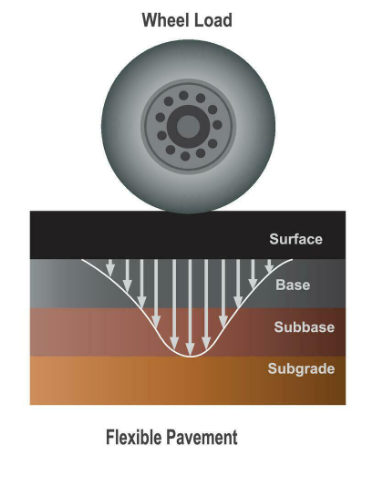 Wheel Load
Surface
Base
Subbase
Subgrade
Flexible Pavement